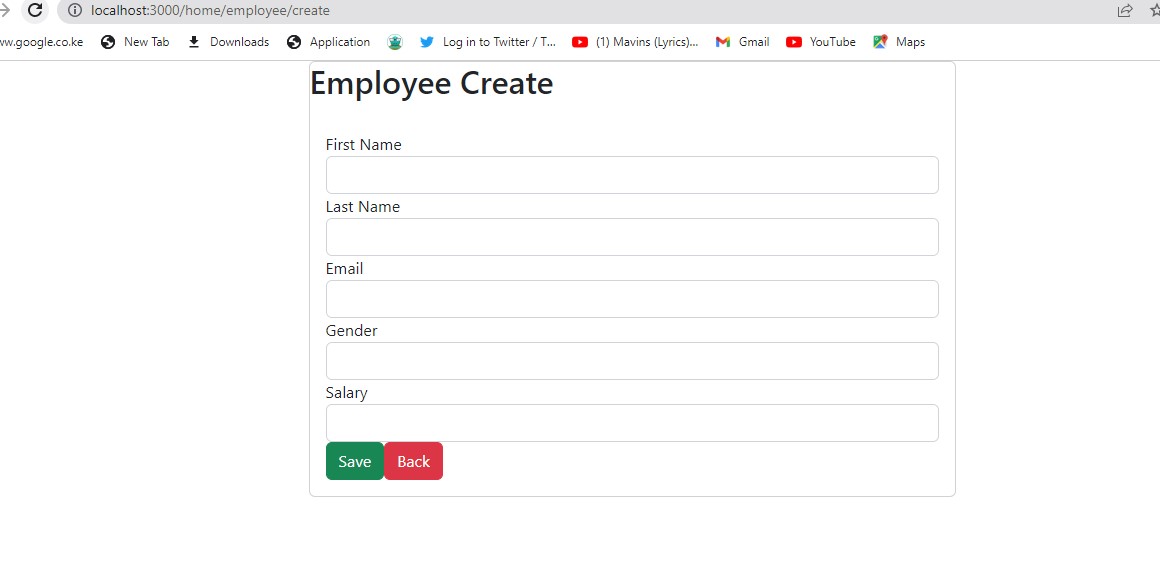 localhost:3000/home/employee/create
ww.google.co.ke New Tab Downloads Application Log in to Twitter / T... (1) Mavins (Lyrics)... Gmail YouTube Maps
Employee Create
First Name
Last Name
Email
Gender
Salary
Save Back